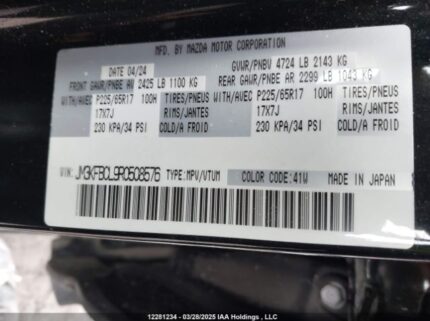 MFD. BY MAZDA MOTOR CORPORATION
DATE 04/24 GVWR/PNBV 4724 LB 2143 KG
FRONT GAWR/PNBE AV 2425 LB 1100 KG REAR GAWR/PNBE AR 2299 LB 1043 KG
WITH/AVEC P225/65R17 100H TIRES/PNEUS WITH/AVEC P225/65R17 100H TIRES/PNEUS
17X7J RIMS/JANTES 17X7J RIMS/JANTES
230 KPA/34 PSI COLD/A FROID 230 KPA/34 PSI COLD/A FROID
VIN: JM3KFBCL9R0508576 TYPE:MPV/VTUM COLOR CODE:41W MADE IN JAPAN
12281234 — 03/28/2025 IAA Holdings , LLC